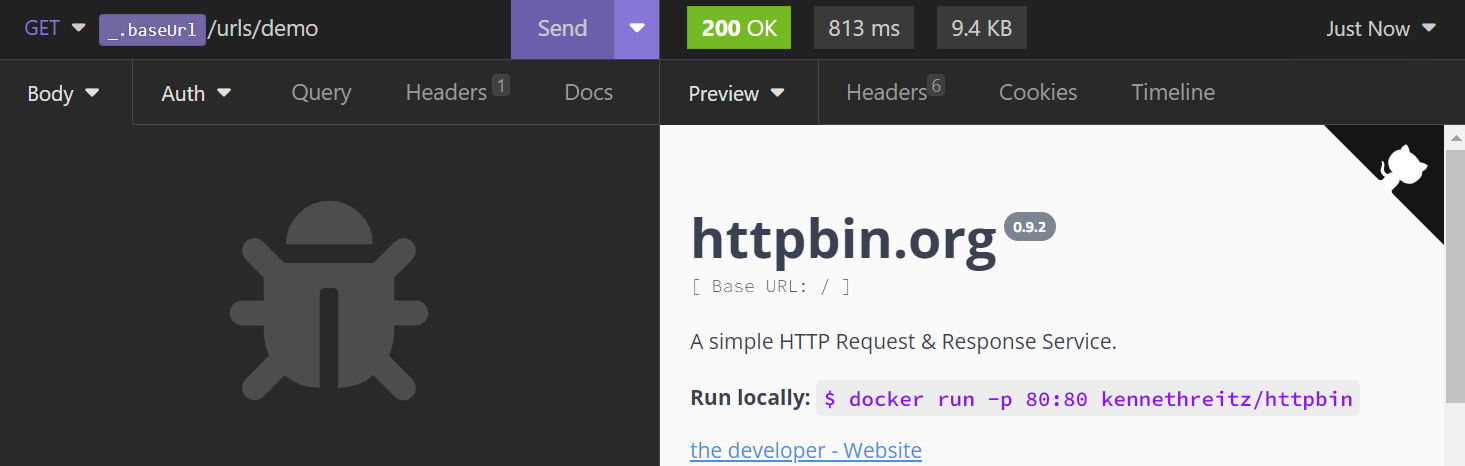 GET _.baseUrl/urls/demo Send 200 OK 813 ms 9.4 KB Just Now
Body Auth Query Headers 1 Docs Preview Headers 6 Cookies Timeline
httpbin.org 0.9.2
[ Base URL: / ]
A simple HTTP Request & Response Service.
Run locally: $ docker run -p 80:80 kennethreitz/httpbin
the developer - Website